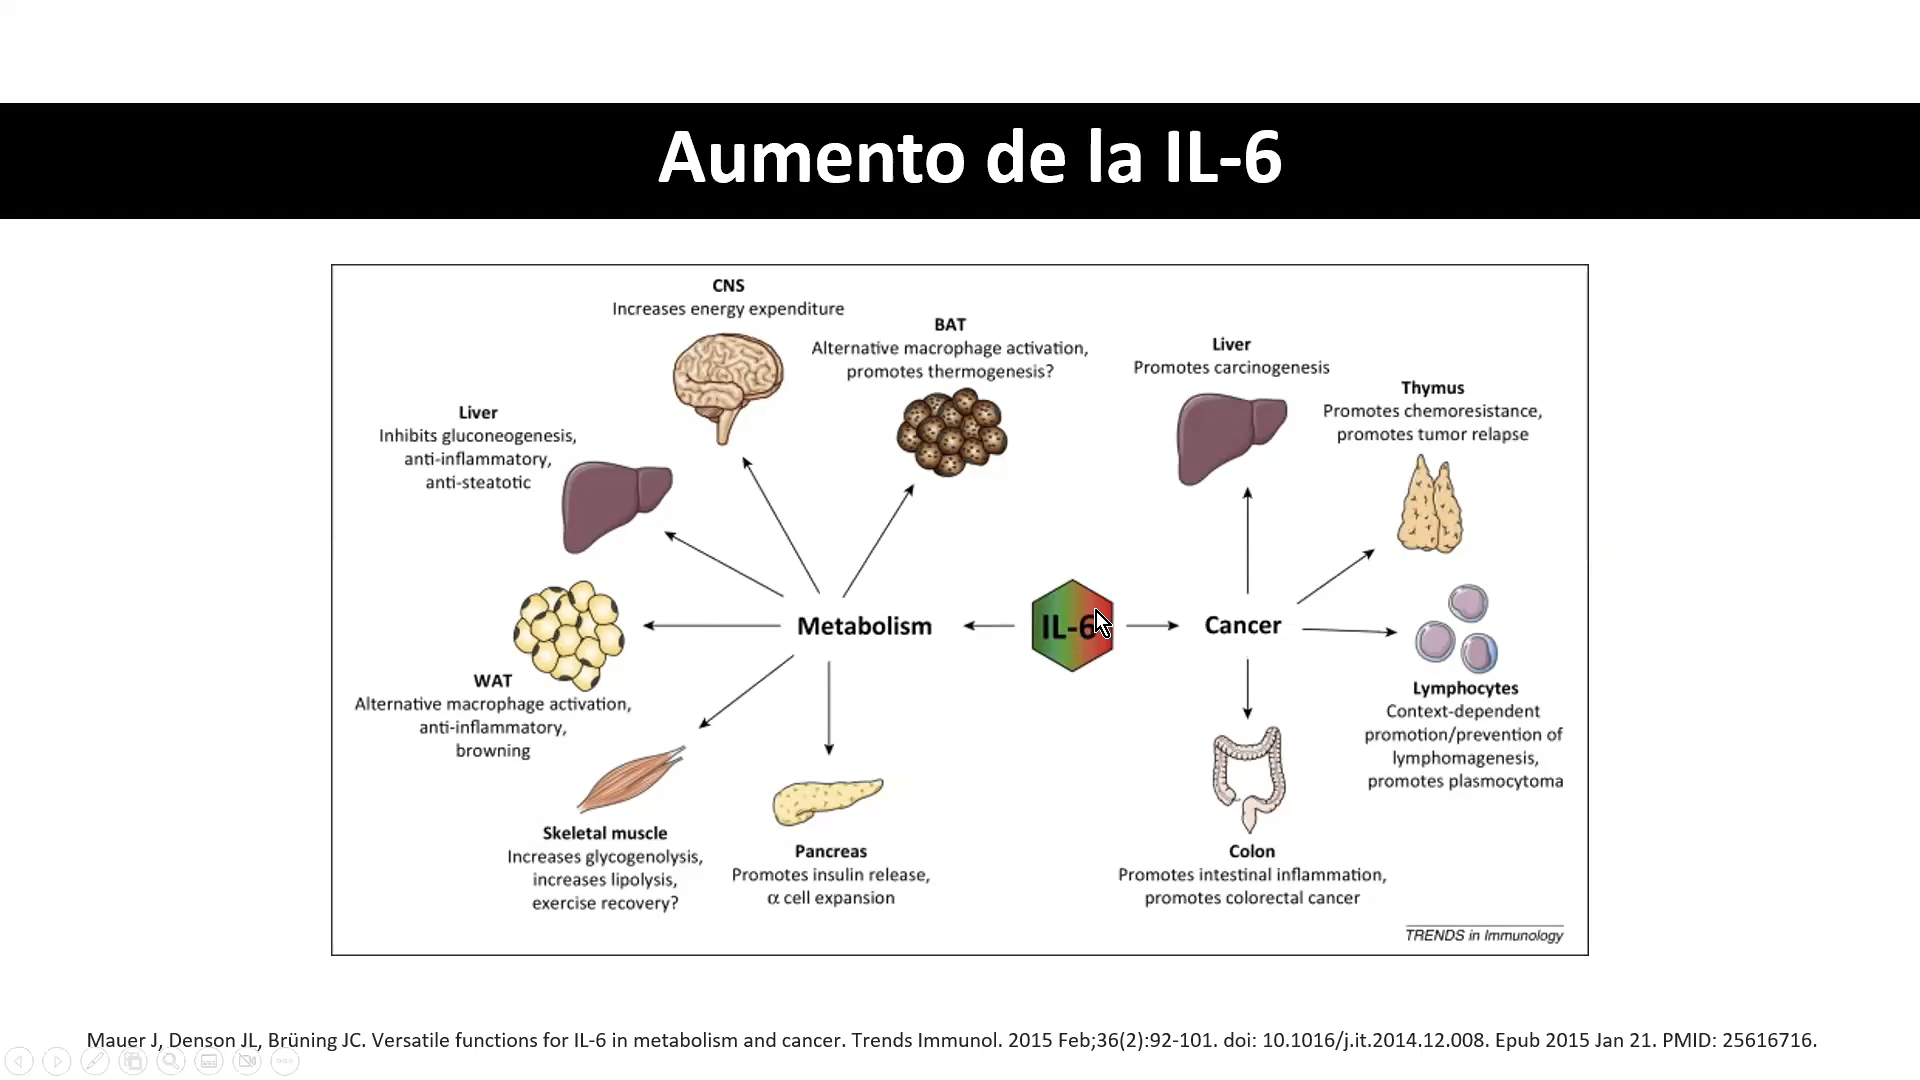 Aumento de la IL-6
CNS
Increases energy expenditure
BAT
Alternative macrophage activation,
promotes thermogenesis?
Liver
Promotes carcinogenesis
Thymus
Promotes chemoresistance,
promotes tumor relapse
Liver
Inhibits gluconeogenesis,
anti-inflammatory,
anti-steatotic
Metabolism
IL-6
Cancer
WAT
Alternative macrophage activation,
anti-inflammatory,
browning
Lymphocytes
Context-dependent
promotion/prevention of
lymphomagenesis,
promotes plasmocytoma
Skeletal muscle
Increases glycogenolysis,
increases lipolysis,
exercise recovery?
Pancreas
Promotes insulin release,
α cell expansion
Colon
Promotes intestinal inflammation,
promotes colorectal cancer
TRENDS in Immunology
Mauer J, Denson JL, Brüning JC. Versatile functions for IL-6 in metabolism and cancer. Trends Immunol. 2015 Feb;36(2):92-101. doi: 10.1016/j.it.2014.12.008. Epub 2015 Jan 21. PMID: 25616716.